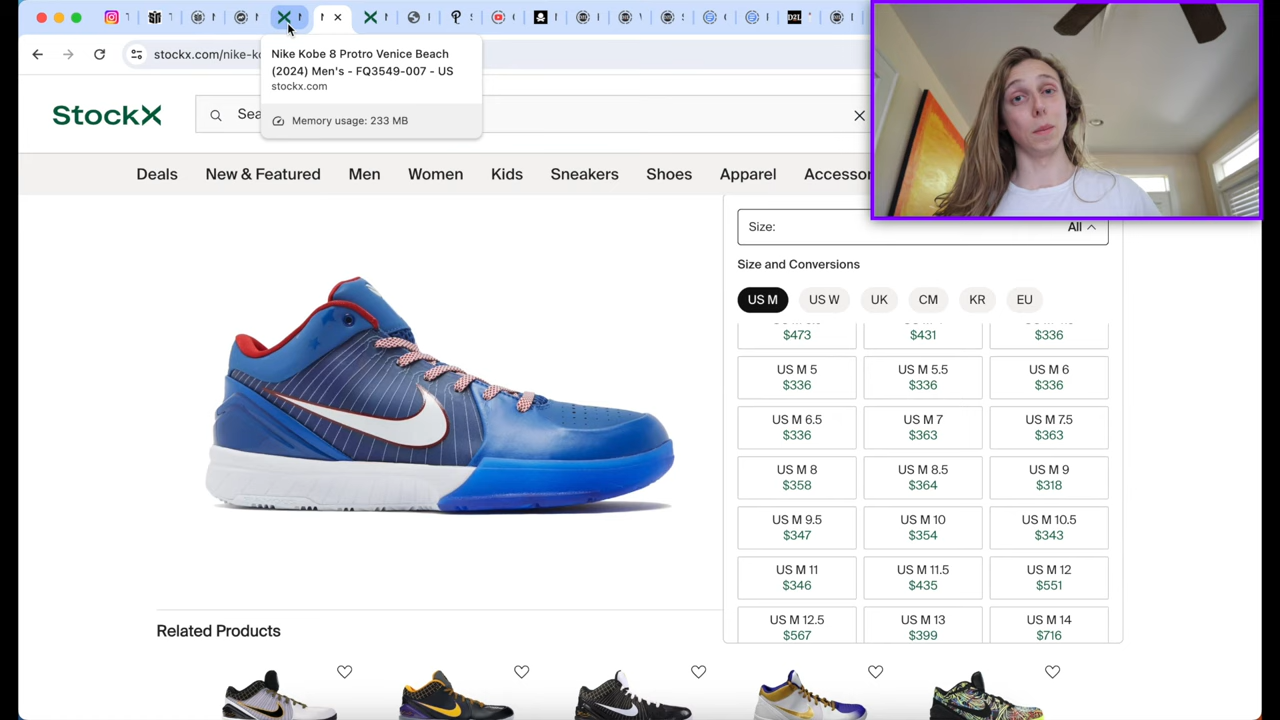 stockx.com/nike-ko
Nike Kobe 8 Protro Venice Beach
(2024) Men's - FQ3549-007 - US
stockx.com
Memory usage: 233 MB
StockX
Sea
Deals New & Featured Men Women Kids Sneakers Shoes Apparel Accessor
Size: All
Size and Conversions
US M US W UK CM KR EU
$473 $431 $336
US M 5 US M 5.5 US M 6
$336 $336 $336
US M 6.5 US M 7 US M 7.5
$336 $363 $363
US M 8 US M 8.5 US M 9
$358 $364 $318
US M 9.5 US M 10 US M 10.5
$347 $354 $343
US M 11 US M 11.5 US M 12
$346 $435 $551
US M 12.5 US M 13 US M 14
$567 $399 $716
Related Products